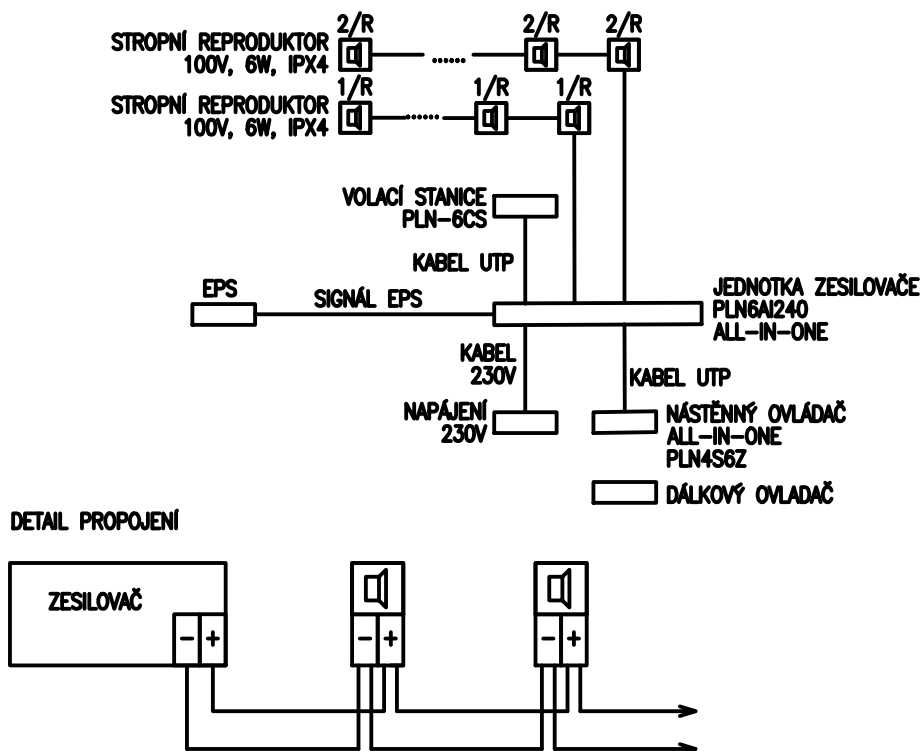 2/R 2/R 2/R
STROPNÍ REPRODUKTOR
100V, 6W, IPX4
1/R 1/R 1/R
STROPNÍ REPRODUKTOR
100V, 6W, IPX4
VOLACÍ STANICE
PLN-6CS
KABEL UTP
EPS
SIGNÁL EPS
JEDNOTKA ZESILOVAČE
PLN6AI240
ALL-IN-ONE
KABEL
230V
KABEL UTP
NAPÁJENÍ
230V
NÁSTĚNNÝ OVLÁDAČ
ALL-IN-ONE
PLN4S6Z
DÁLKOVÝ OVLADAČ
DETAIL PROPOJENÍ
ZESILOVAČ
- + - + - +